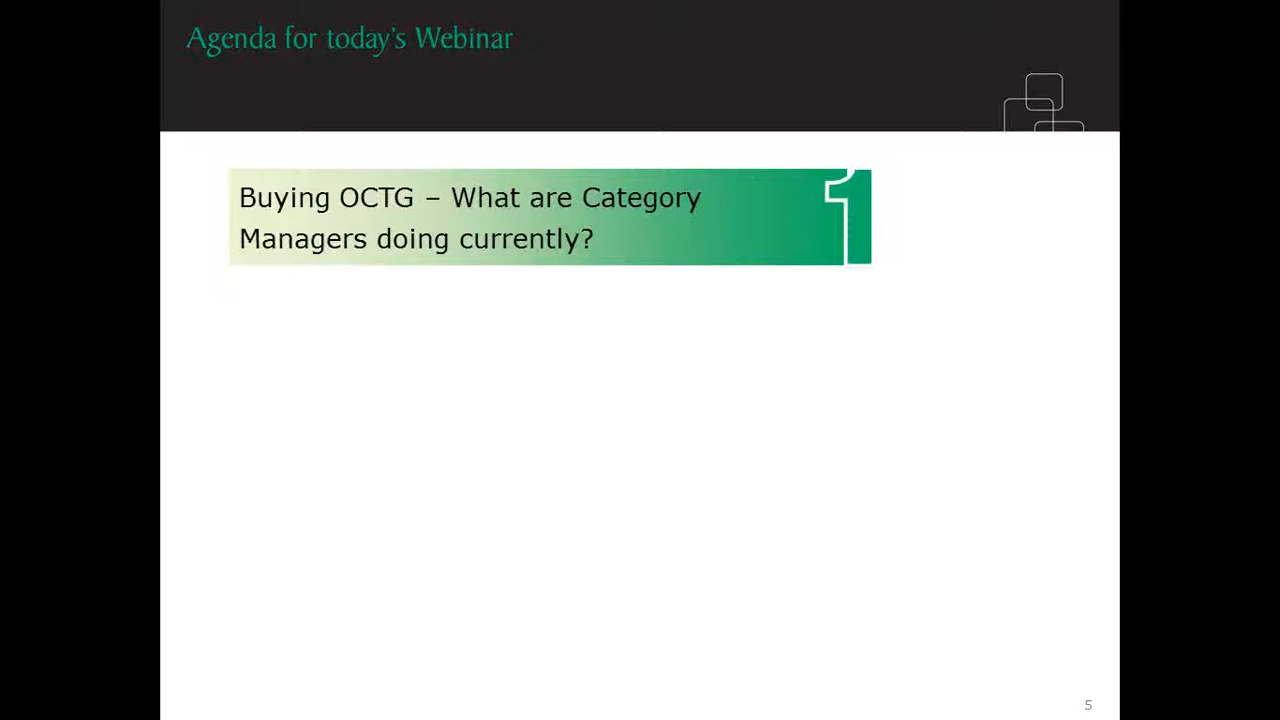 Agenda for today's Webinar
Buying OCTG – What are Category
Managers doing currently?
1
5